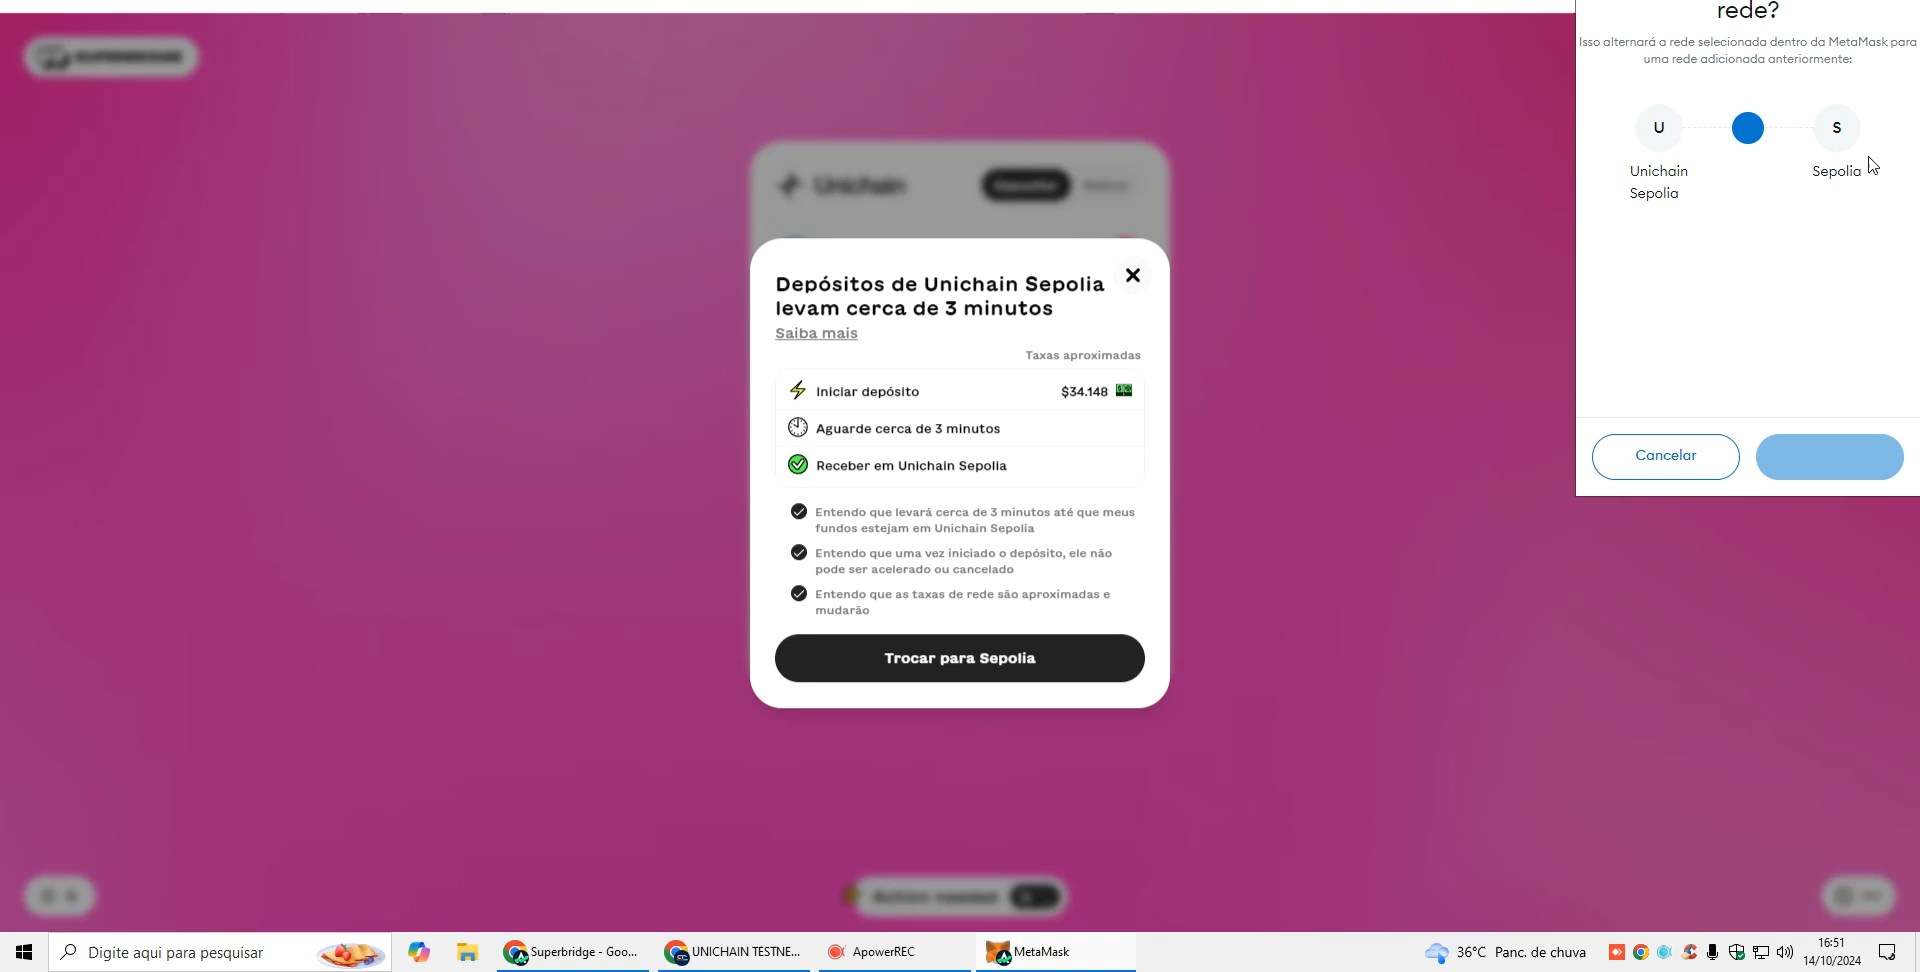 rede?
Isso alternará a rede selecionada dentro da MetaMask para
uma rede adicionada anteriormente:
U
S
Unichain
Sepolia
Sepolia
Cancelar
SUPERBRIDGE
Unichain
Depositar
Depósitos de Unichain Sepolia
levam cerca de 3 minutos
Saiba mais
Taxas aproximadas
Iniciar depósito
$34.148
Aguarde cerca de 3 minutos
Receber em Unichain Sepolia
Entendo que levará cerca de 3 minutos até que meus
fundos estejam em Unichain Sepolia
Entendo que uma vez iniciado o depósito, ele não
pode ser acelerado ou cancelado
Entendo que as taxas de rede são aproximadas e
mudarão
Trocar para Sepolia
Action needed
Digite aqui para pesquisar
Superbridge - Goo...
UNICHAIN TESTNE...
ApowerREC
MetaMask
36°C Panc. de chuva
16:51
14/10/2024